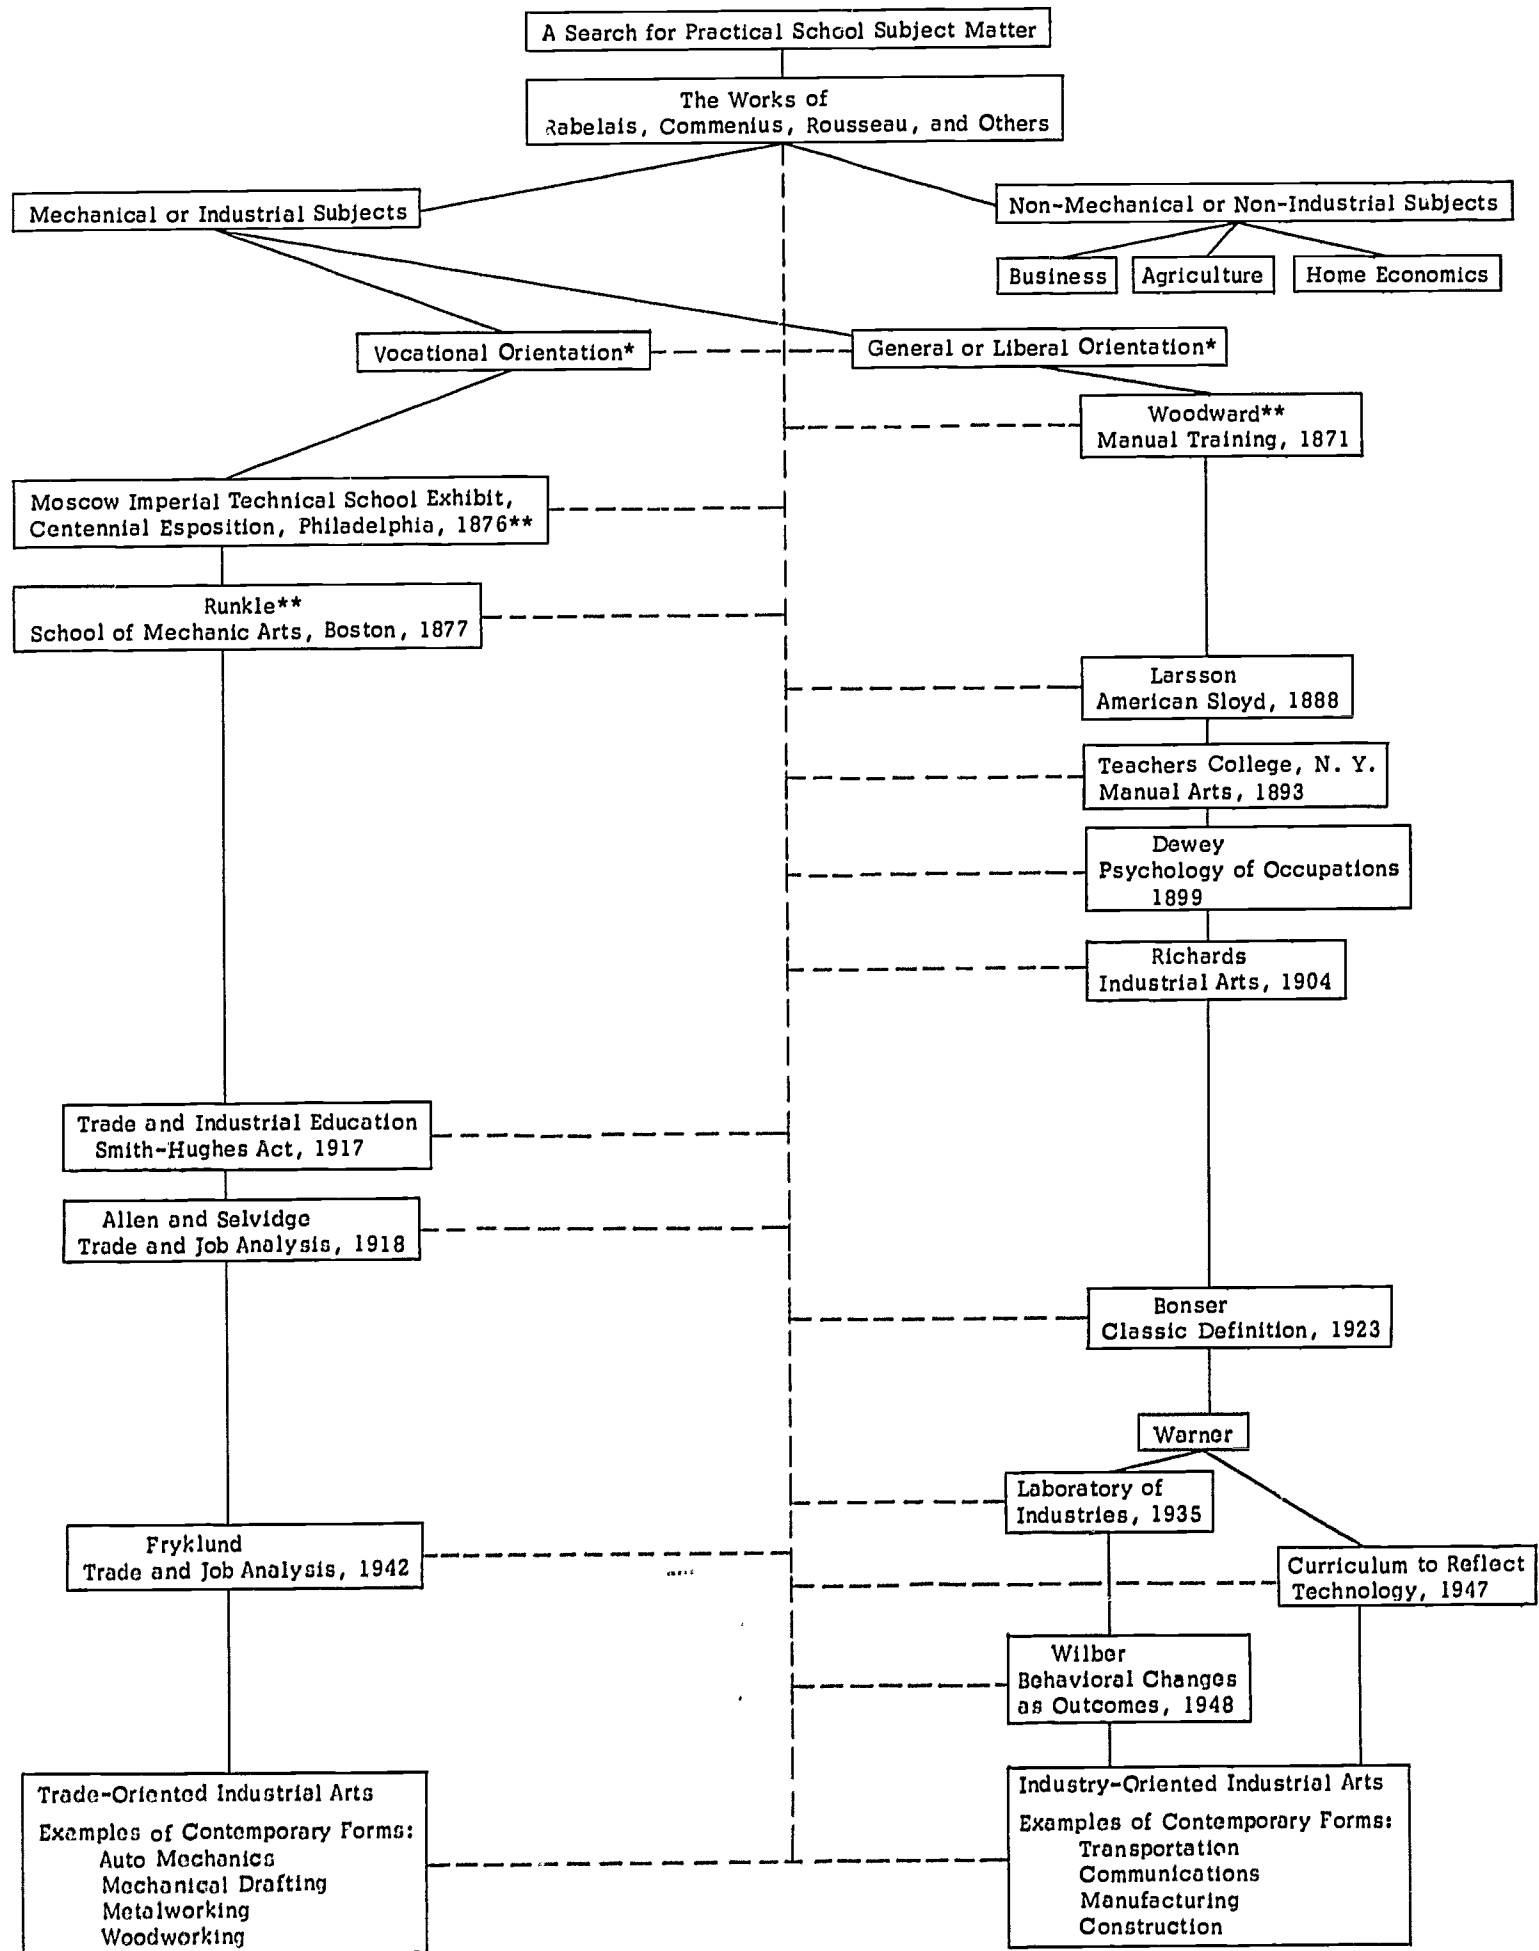 A Search for Practical School Subject Matter
The Works of
Rabelais, Commenius, Rousseau, and Others
Mechanical or Industrial Subjects
Non-Mechanical or Non-Industrial Subjects
Business
Agriculture
Home Economics
Vocational Orientation*
General or Liberal Orientation*
Woodward**
Manual Training, 1871
Moscow Imperial Technical School Exhibit,
Centennial Esposition, Philadelphia, 1876**
Runkle**
School of Mechanic Arts, Boston, 1877
Larsson
American Sloyd, 1888
Teachers College, N. Y.
Manual Arts, 1893
Dewey
Psychology of Occupations
1899
Richards
Industrial Arts, 1904
Trade and Industrial Education
Smith-Hughes Act, 1917
Allen and Selvidge
Trade and Job Analysis, 1918
Bonser
Classic Definition, 1923
Warner
Laboratory of
Industries, 1935
Fryklund
Trade and Job Analysis, 1942
Curriculum to Reflect
Technology, 1947
Wilber
Behavioral Changes
as Outcomes, 1948
Trade-Oriented Industrial Arts
Examples of Contemporary Forms:
Auto Mechanics
Mechanical Drafting
Metalworking
Woodworking
Industry-Oriented Industrial Arts
Examples of Contemporary Forms:
Transportation
Communications
Manufacturing
Construction